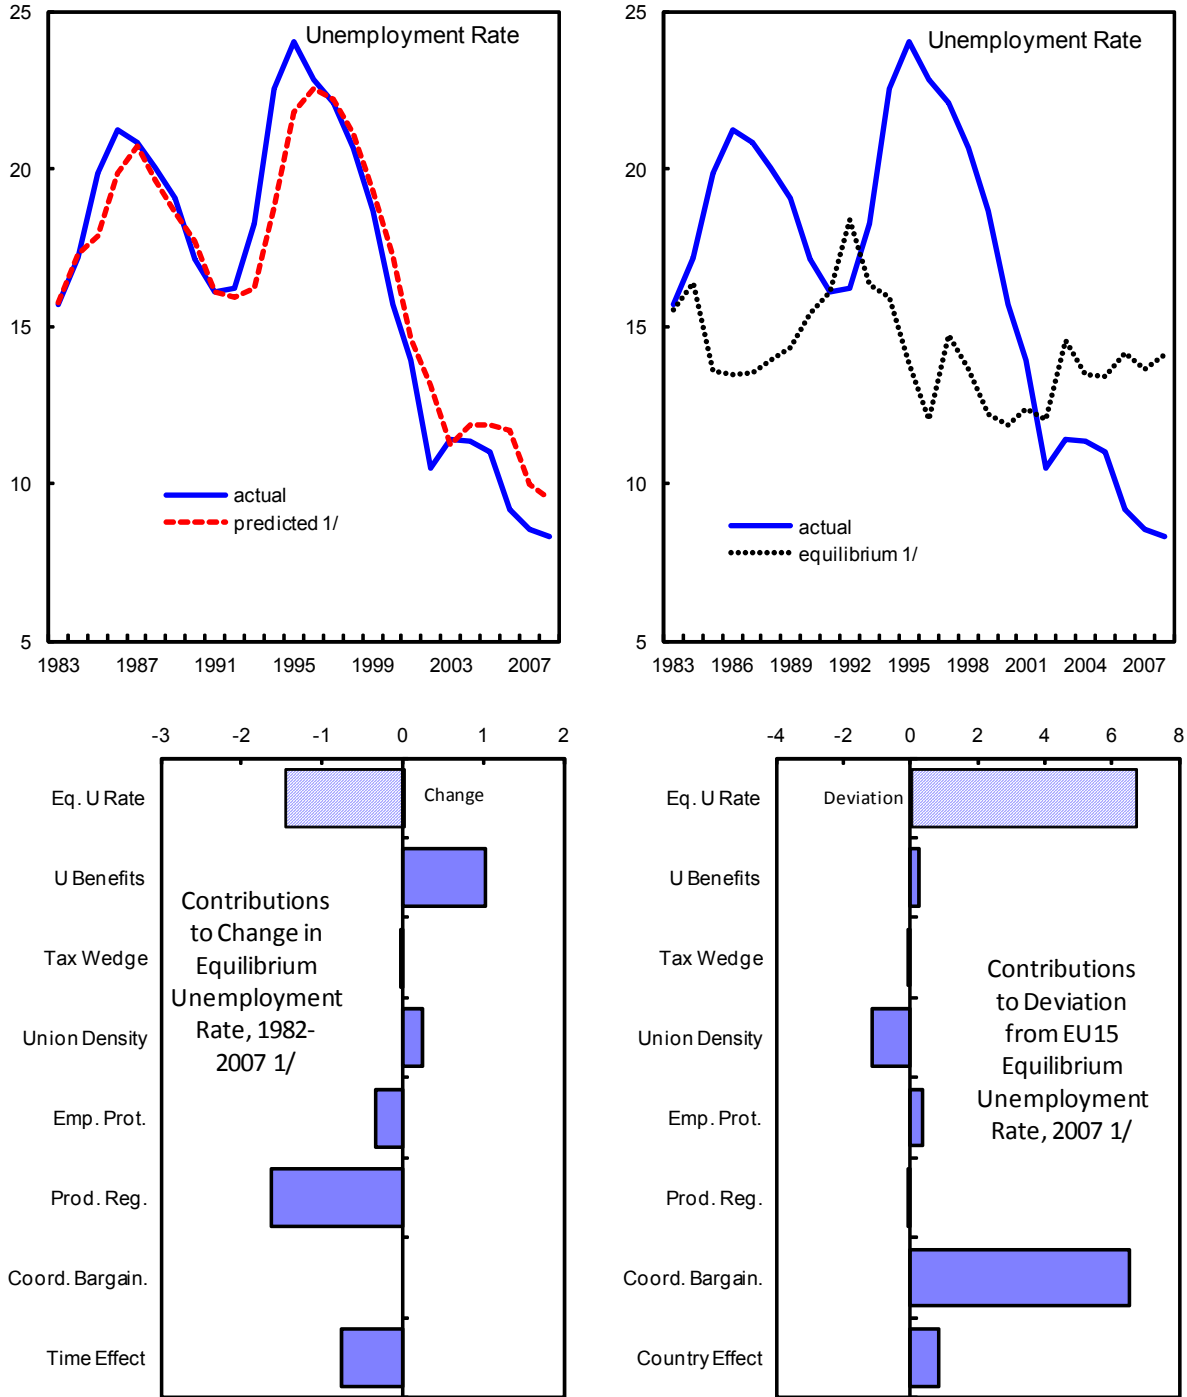 Unemployment Rate
25
20
15
10
5
actual
predicted 1/
1983 1987 1991 1995 1999 2003 2007
Unemployment Rate
25
20
15
10
5
actual
equilibrium 1/
1983 1986 1989 1992 1995 1998 2001 2004 2007
-3 -2 -1 0 1 2
Eq. U Rate
Change
U Benefits
Tax Wedge
Union Density
Emp. Prot.
Prod. Reg.
Coord. Bargain.
Time Effect
Contributions
to Change in
Equilibrium
Unemployment
Rate, 1982-
2007 1/
-4 -2 0 2 4 6 8
Eq. U Rate
Deviation
U Benefits
Tax Wedge
Union Density
Emp. Prot.
Prod. Reg.
Coord. Bargain.
Country Effect
Contributions
to Deviation
from EU15
Equilibrium
Unemployment
Rate, 2007 1/